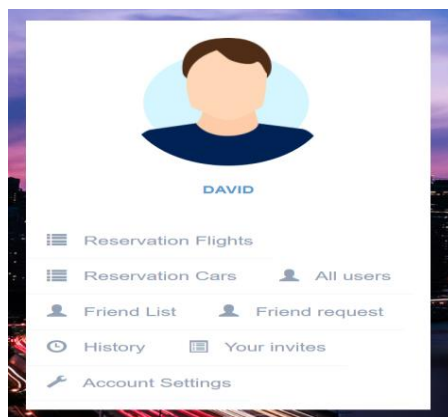 DAVID
Reservation Flights
Reservation Cars All users
Friend List Friend request
History Your invites
Account Settings